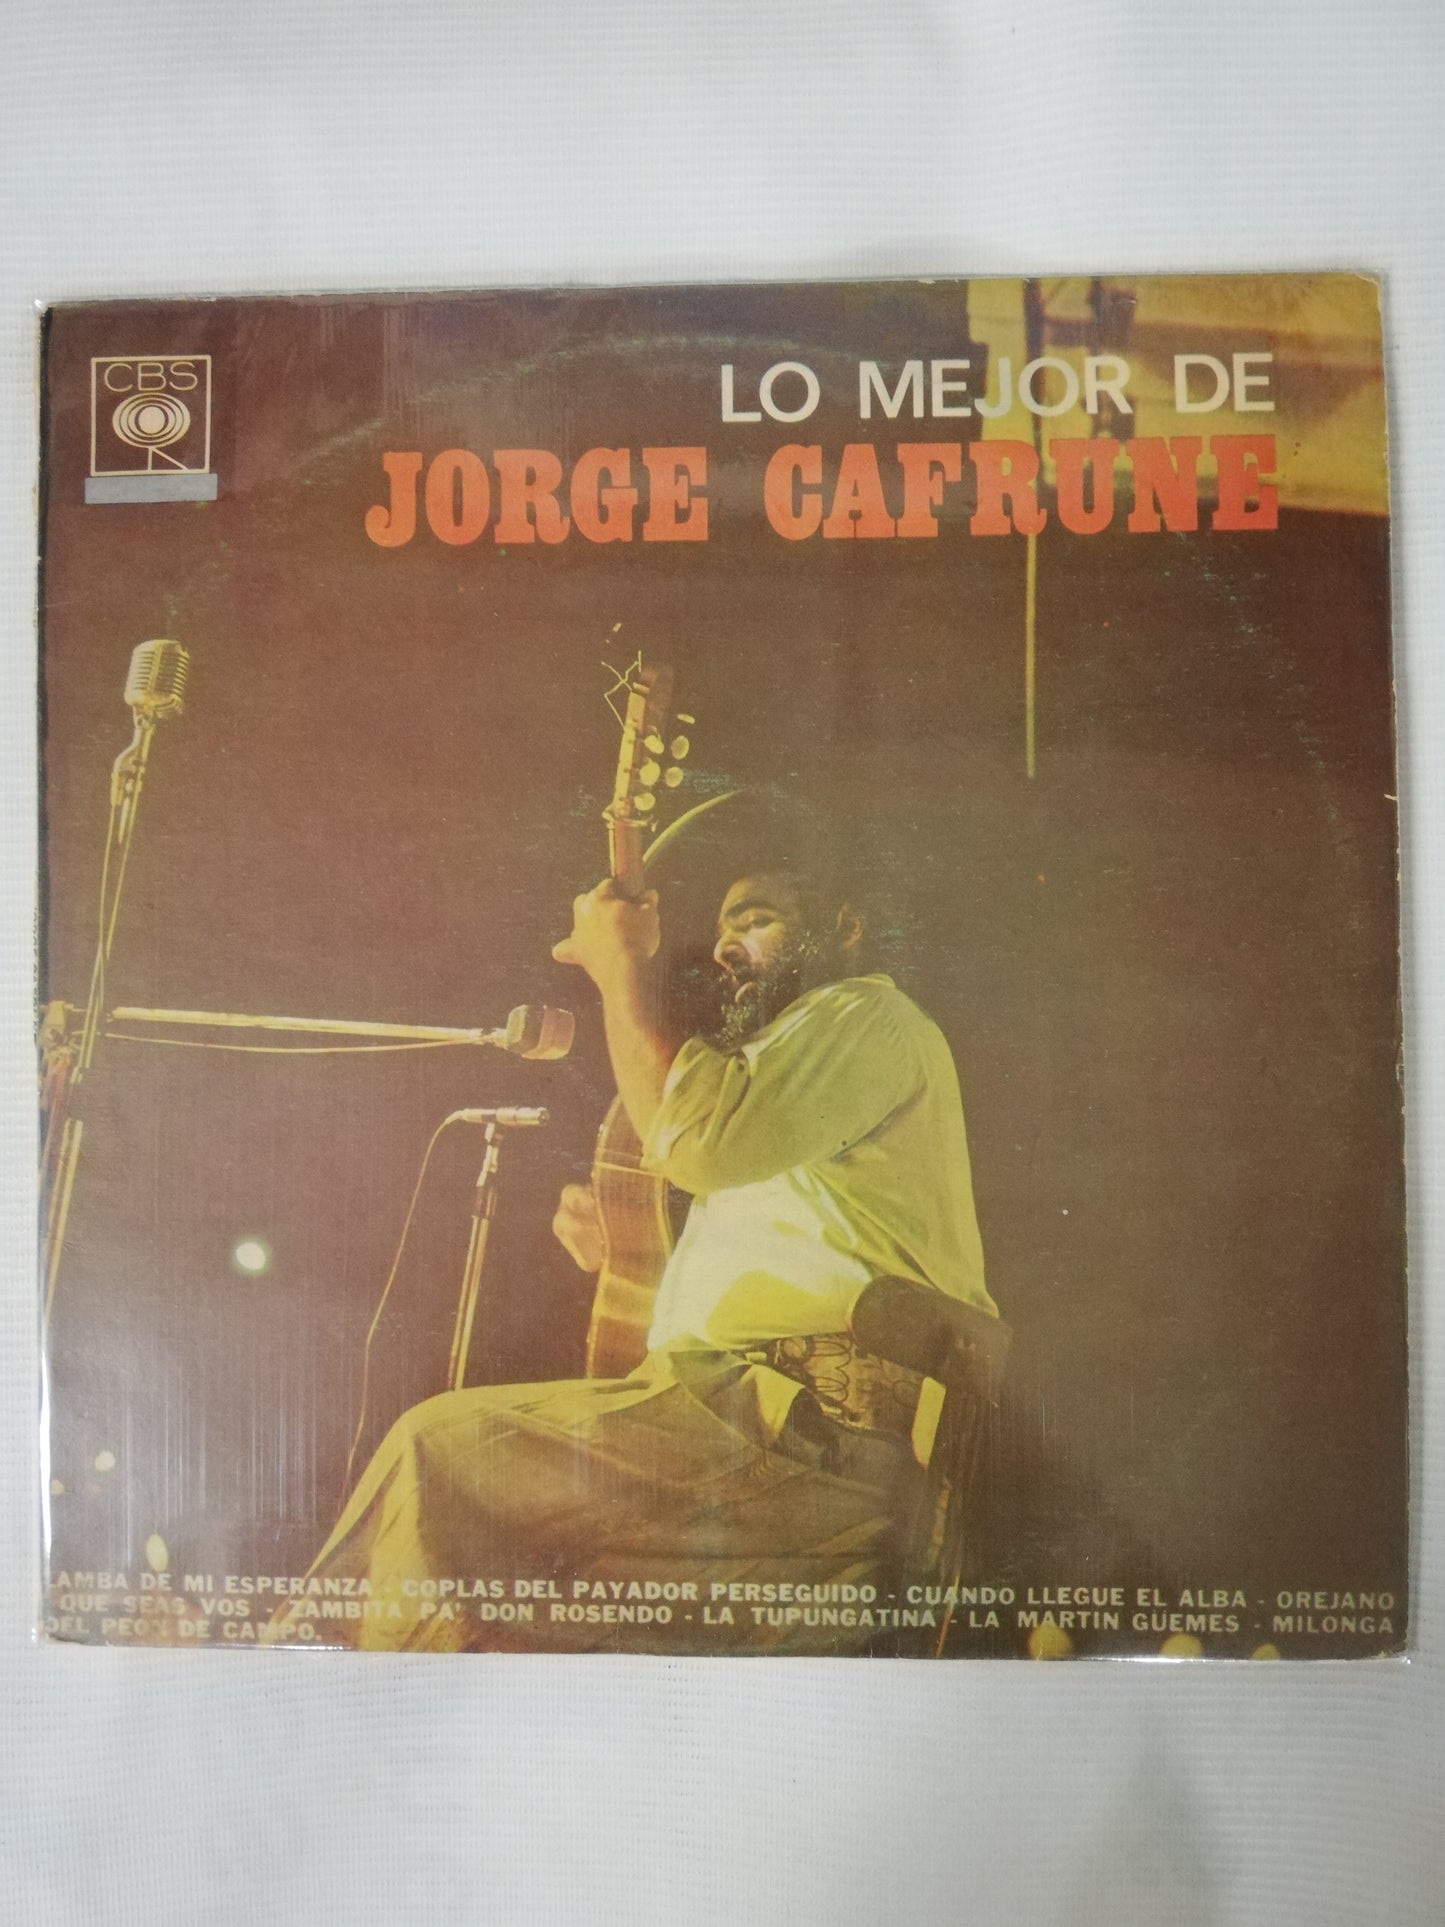 CBS
LO MEJOR DE
JORGE CAFRUNE
ZAMBA DE MI ESPERANZA - COPLAS DEL PAYADOR PERSEGUIDO - CUANDO LLEGUE EL ALBA - OREJANO
QUE SEAS VOS - ZAMBITA PA' DON ROSENDO - LA TUPUNGATINA - LA MARTIN GUEMES - MILONGA
DEL PEON DE CAMPO.